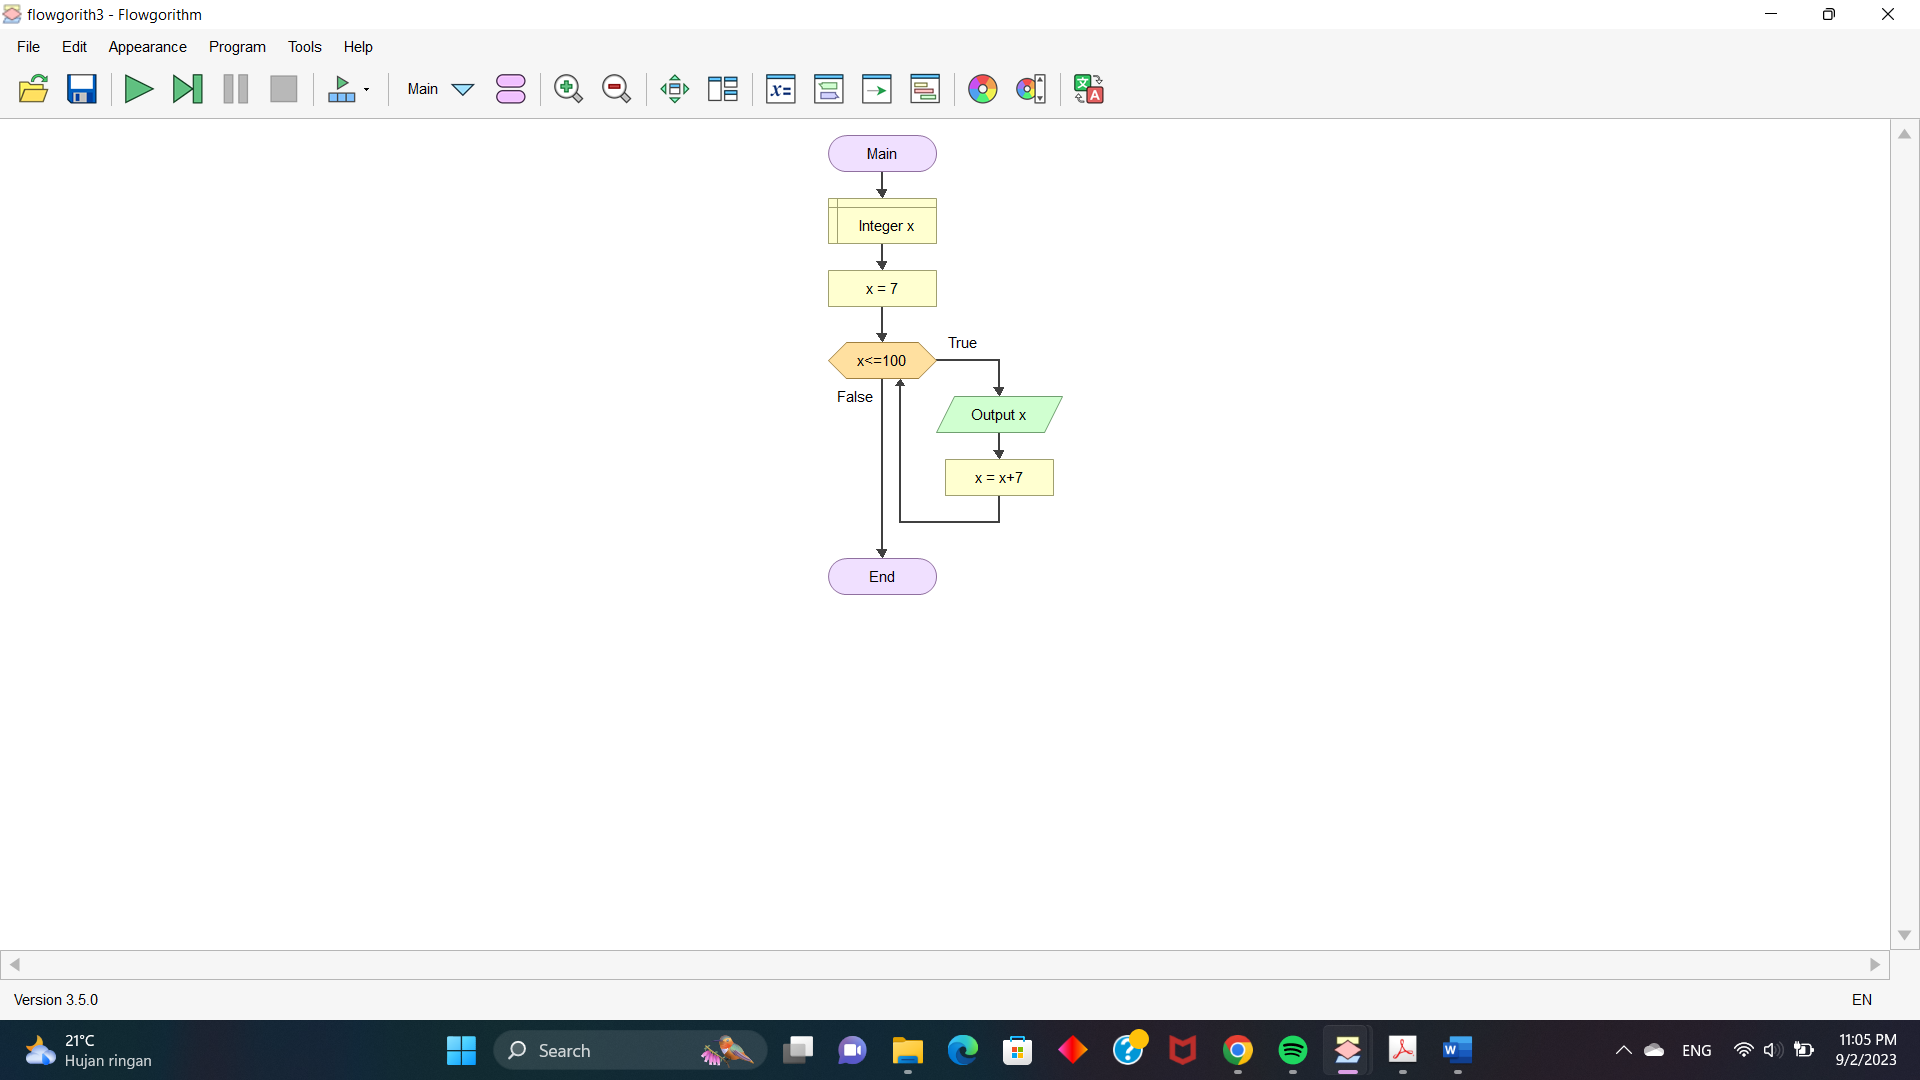 flowgorith3 - Flowgorithm
File Edit Appearance Program Tools Help
Main x= 文 A
Main
Integer x
x = 7
x<=100
True
False
Output x
x = x+7
End
Version 3.5.0
EN
21°C
Hujan ringan
Search
ENG
11:05 PM
9/2/2023